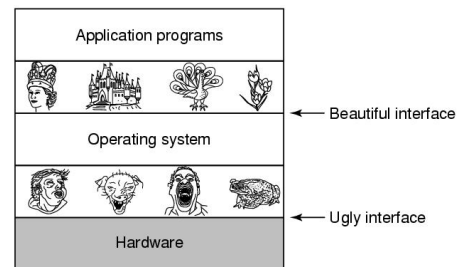 Application programs
Beautiful interface
Operating system
Ugly interface
Hardware